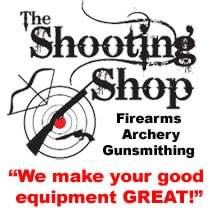 The
Shooting
Shop
Firearms
Archery
Gunsmithing
“We make your good
equipment GREAT!”